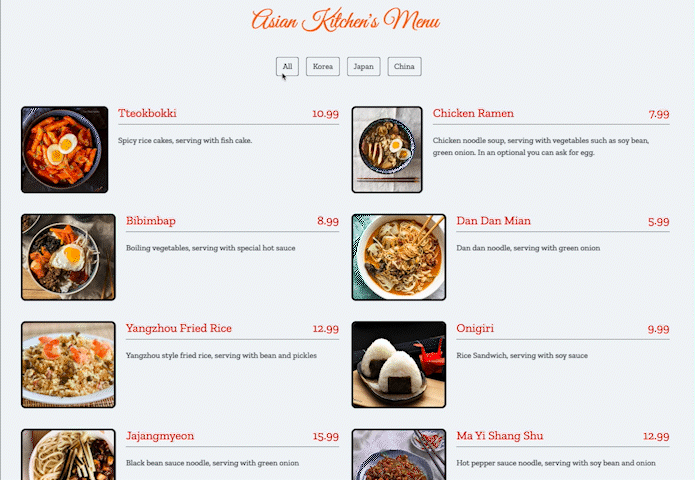 Asian Kitchen's Menu
All Korea Japan China
Tteokbokki 10.99
Spicy rice cakes, serving with fish cake.
Chicken Ramen 7.99
Chicken noodle soup, serving with vegetables such as soy bean,
green onion. In an optional you can ask for egg.
Bibimbap 8.99
Boiling vegetables, serving with special hot sauce
Dan Dan Mian 5.99
Dan dan noodle, serving with green onion
Yangzhou Fried Rice 12.99
Yangzhou style fried rice, serving with bean and pickles
Onigiri 9.99
Rice Sandwich, serving with soy sauce
Jajangmyeon 15.99
Black bean sauce noodle, serving with green onion
Ma Yi Shang Shu 12.99
Hot pepper sauce noodle, serving with soy bean and onion